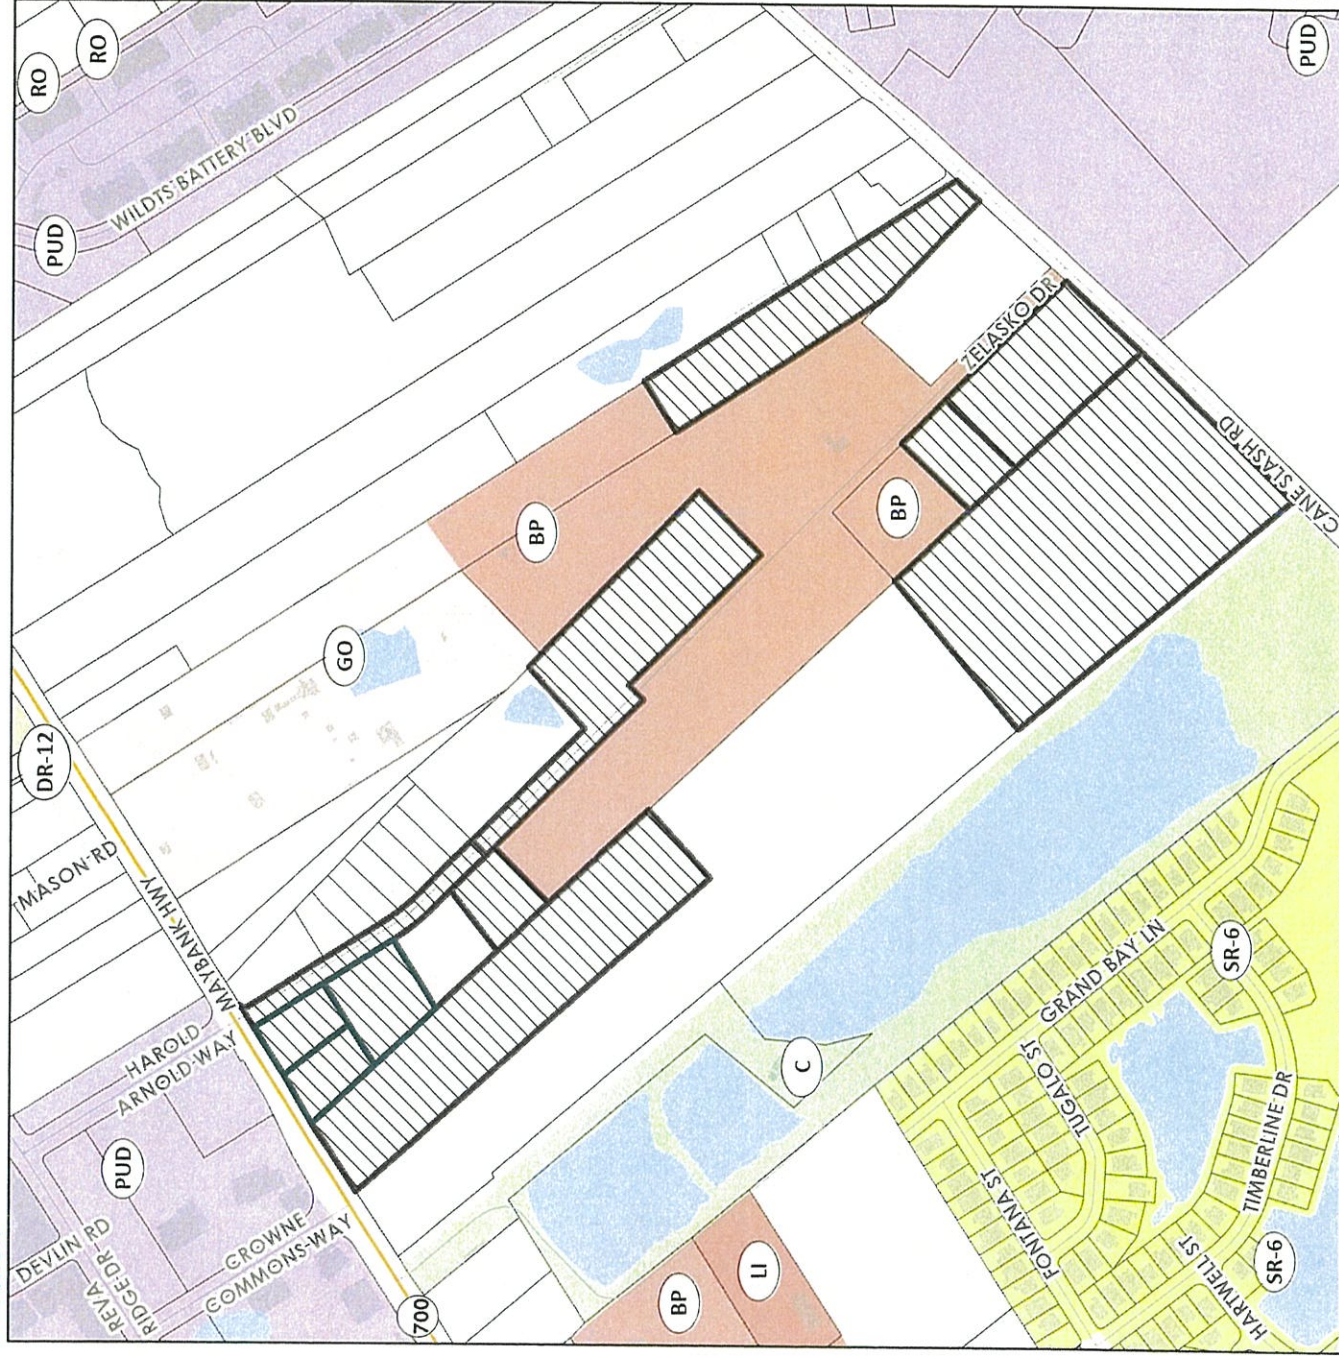 RO
RO
PUD
WILDTS BATTERY BLVD
PUD
DR-12
MASON RD
MAYBANK HWY
GO
BP
BP
ZELASKO DR
CANE SLASH RD
HAROLD
ARNOLD WAY
PUD
DEVLIN RD
REVA
RIDGE DR
CROWNE
COMMONS WAY
700
C
GRAND BAY LN
SR-6
TUGALO ST
FONTANA ST
TIMBERLINE DR
HARTWELL ST
SR-6
BP
LI